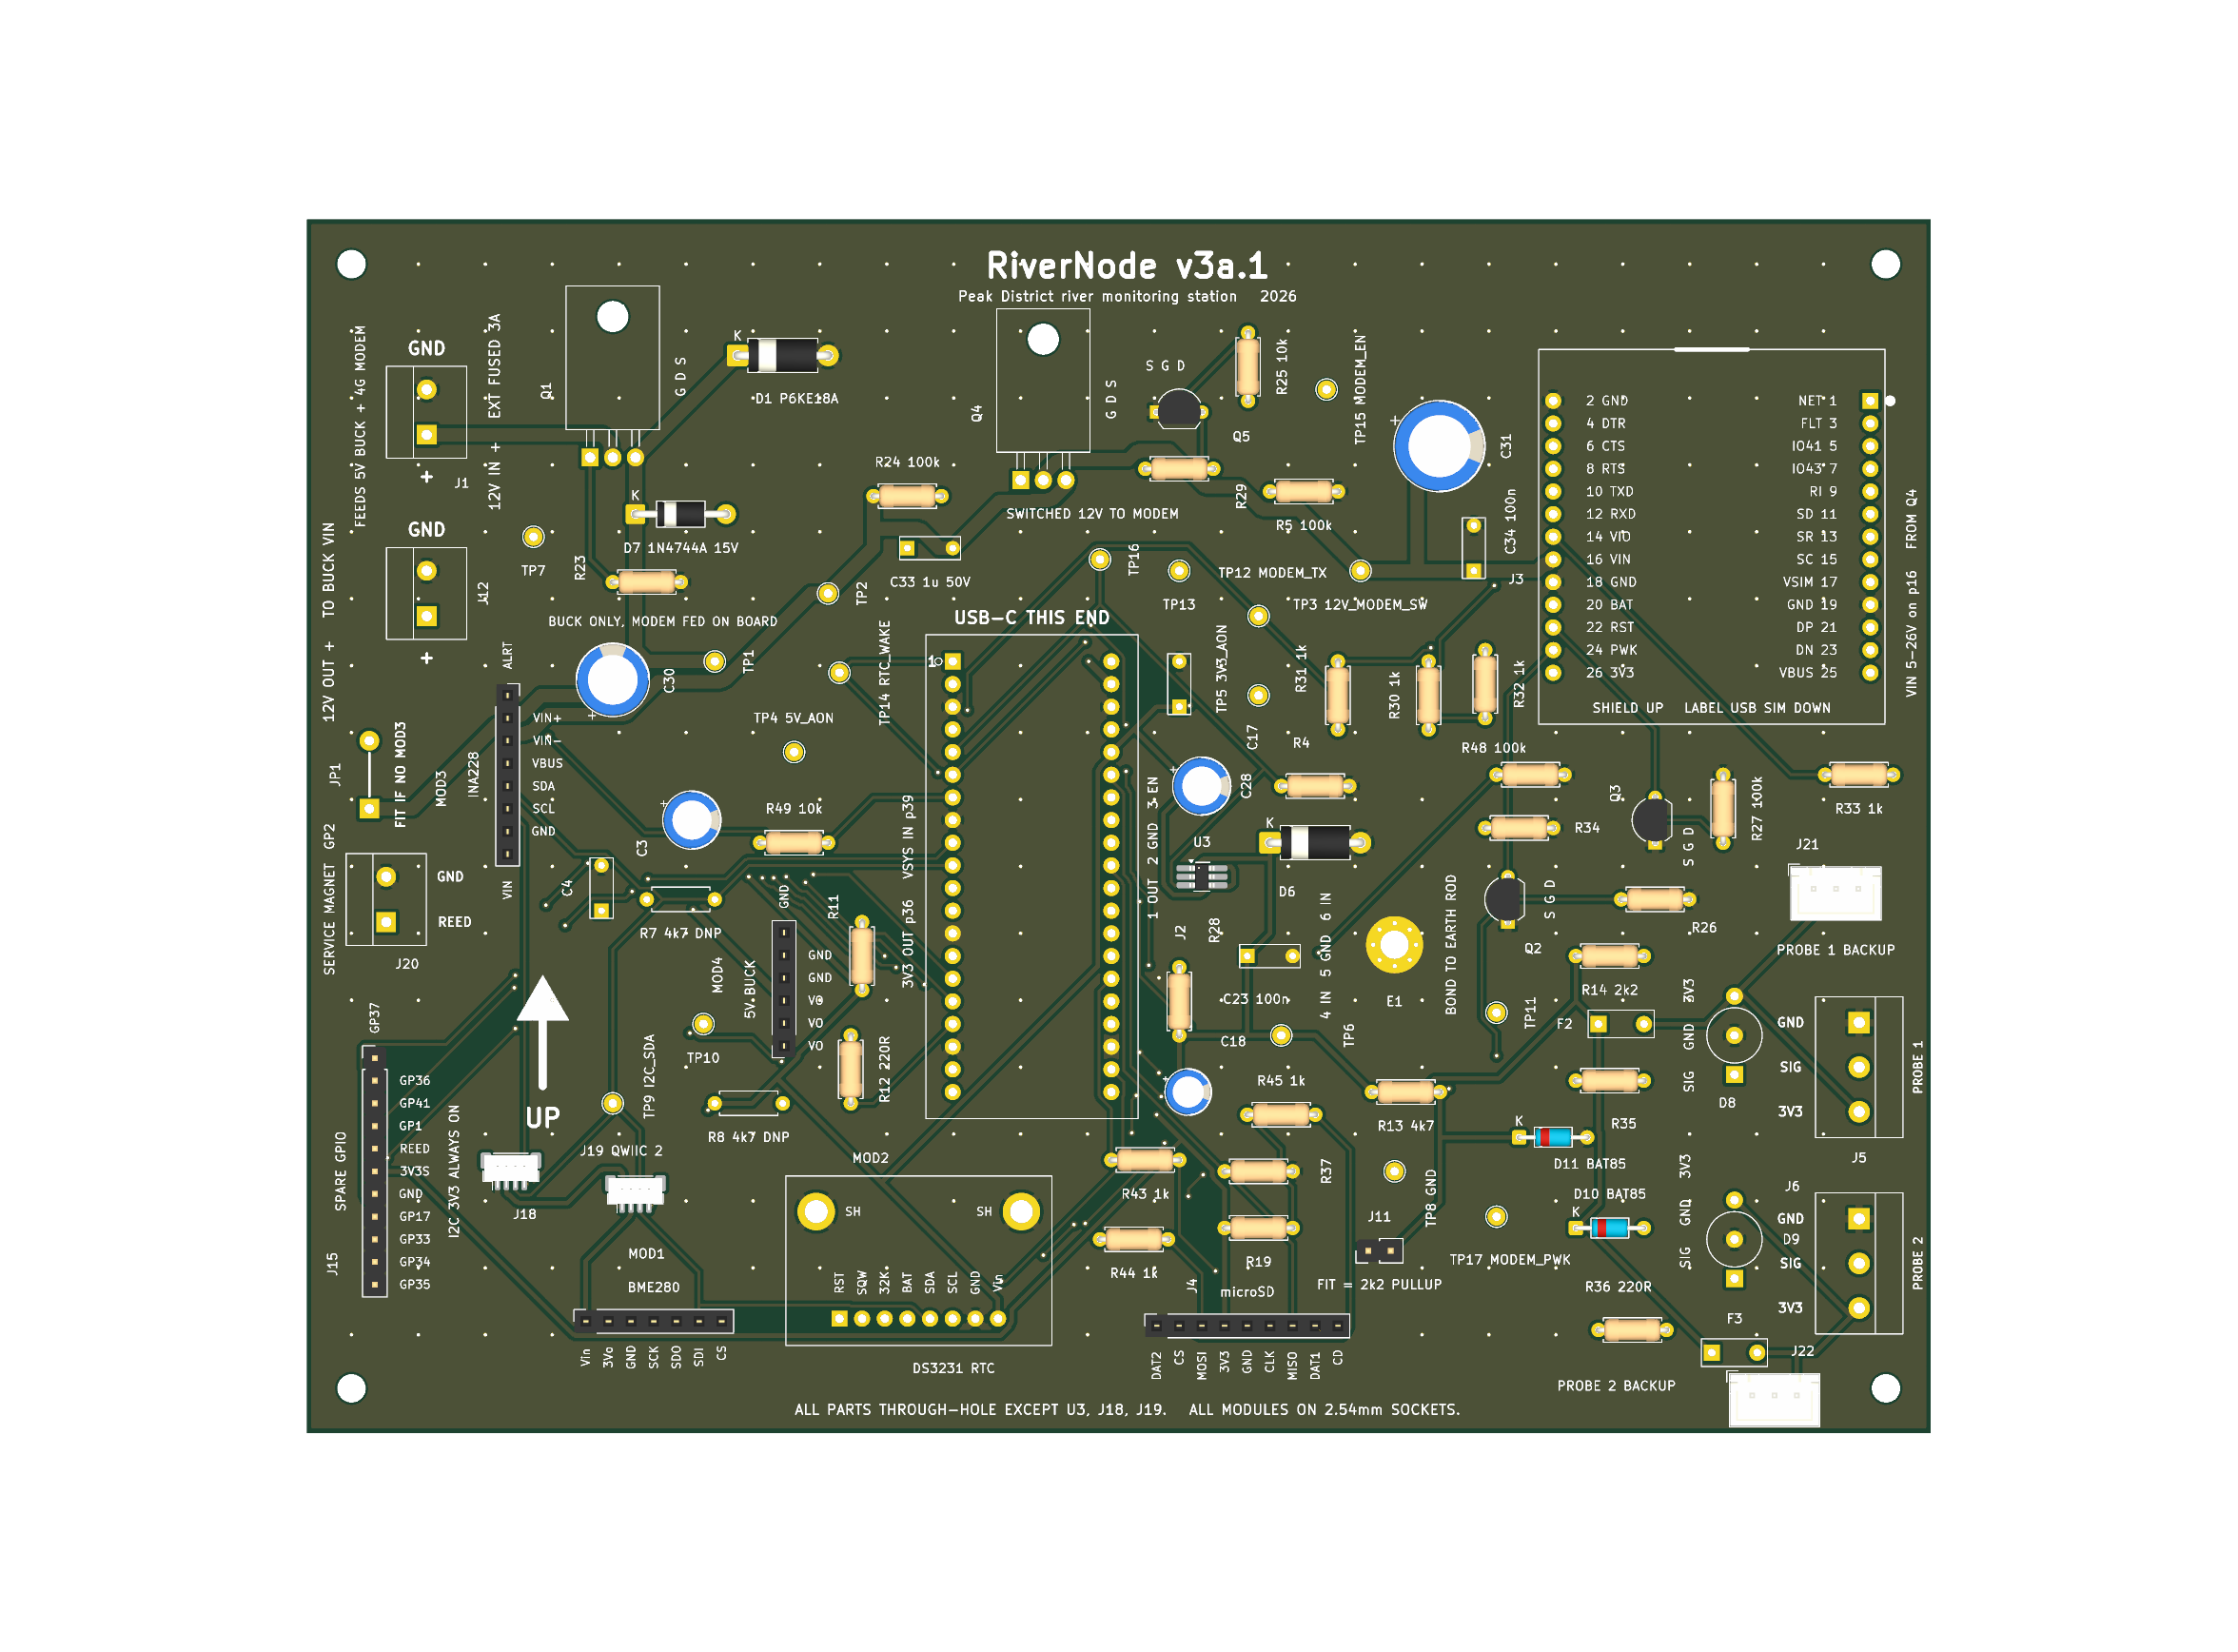 RiverNode v3a.1
Peak District river monitoring station 2026
FEEDS 5V BUCK + 4G MODEM
GND
+
J1
12V IN + EXT FUSED 3A
Q1
G D S
K
D1 P6KE18A
Q4
G D S
S G D
Q5
R25 10k
TP15 MODEM_EN
C31
+
R24 100k
R29
R5 100k
SWITCHED 12V TO MODEM
K
D7 1N4744A 15V
C33 1u 50V
C34 100n
TP7
R23
TP2
TP16
TP13
TP12 MODEM_TX
TP3 12V_MODEM_SW
J3
2 GND
4 DTR
6 CTS
8 RTS
10 TXD
12 RXD
14 VIO
16 VIN
18 GND
20 BAT
22 RST
24 PWK
26 3V3
NET 1
FLT 3
IO41 5
IO43 7
RI 9
SD 11
SR 13
SC 15
VSIM 17
GND 19
DP 21
DN 23
VBUS 25
SHIELD UP LABEL USB SIM DOWN
VIN 5-26V on p16 FROM Q4
12V OUT + TO BUCK VIN
GND
+
J12
BUCK ONLY, MODEM FED ON BOARD
USB-C THIS END
1
TP1
C30
+
TP14 RTC_WAKE
TP4 5V_AON
TP5 3V3_AON
R31 1k
R30 1k
R32 1k
R4
C17
C28
+
R48 100k
R34
Q3
S G D
R27 100k
R33 1k
J21
PROBE 1 BACKUP
JP1
FIT IF NO MOD3
MOD3
INA228
ALRT
VIN+
VIN-
VBUS
SDA
SCL
GND
VIN
C3
+
C4
R49 10k
VSYS IN p39
3V3 OUT p36
R7 4k7 DNP
GND
R11
MOD4
5V BUCK
GND
GND
VO
VO
VO
TP10
R12 220R
R8 4k7 DNP
1 OUT 2 GND 3 EN
4 IN 5 GND 6 IN
U3
K
D6
J2
R28
C23 100n
C18
+
TP6
E1
BOND TO EARTH ROD
Q2
S G D
R26
R14 2k2
TP11
F2
3V3
GND
SIG
D8
GND
SIG
3V3
PROBE 1
J5
R35
SERVICE MAGNET GP2
GND
REED
J20
GP37
GP36
GP41
GP1
REED
3V3S
GND
GP17
GP33
GP34
GP35
SPARE GPIO
J15
I2C 3V3 ALWAYS ON
UP
TP9 I2C_SDA
J18
J19 QWIIC 2
MOD1
BME280
Vin
3Vo
GND
SCK
SDO
SDI
CS
MOD2
SH
SH
RST
SQW
32K
BAT
SDA
SCL
GND
Vin
DS3231 RTC
R45 1k
R43 1k
R37
R44 1k
R19
J4
microSD
DAT2
CS
MOSI
3V3
GND
CLK
MISO
DAT1
CD
R13 4k7
TP8 GND
J11
FIT = 2k2 PULLUP
TP17 MODEM_PWK
K
D11 BAT85
D10 BAT85
K
R36 220R
3V3
GND
SIG
J6
D9
GND
SIG
3V3
PROBE 2
F3
J22
PROBE 2 BACKUP
ALL PARTS THROUGH-HOLE EXCEPT U3, J18, J19. ALL MODULES ON 2.54mm SOCKETS.